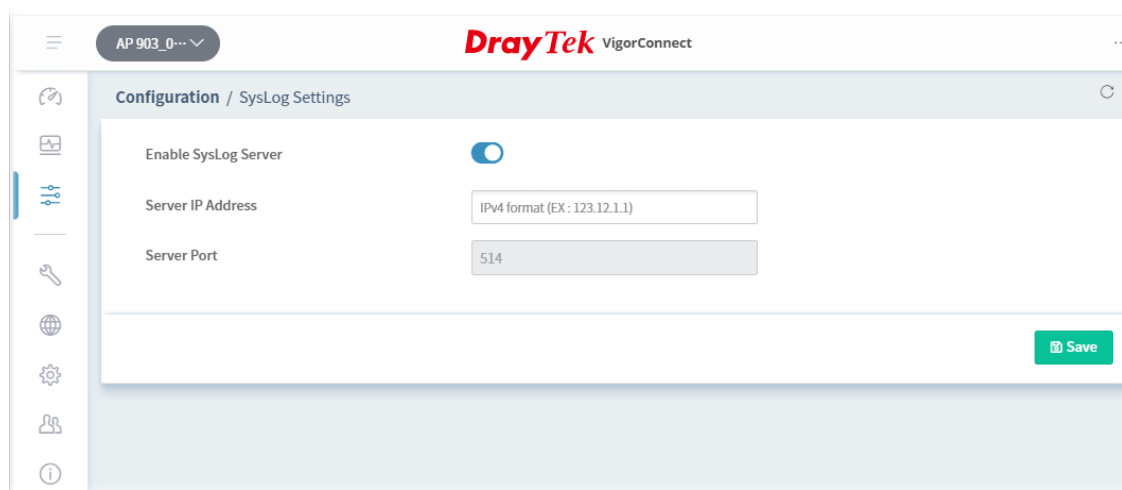 AP 903_0···
DrayTek VigorConnect
Configuration / SysLog Settings
Enable SysLog Server
Server IP Address
IPv4 format (EX : 123.12.1.1)
Server Port
514
Save